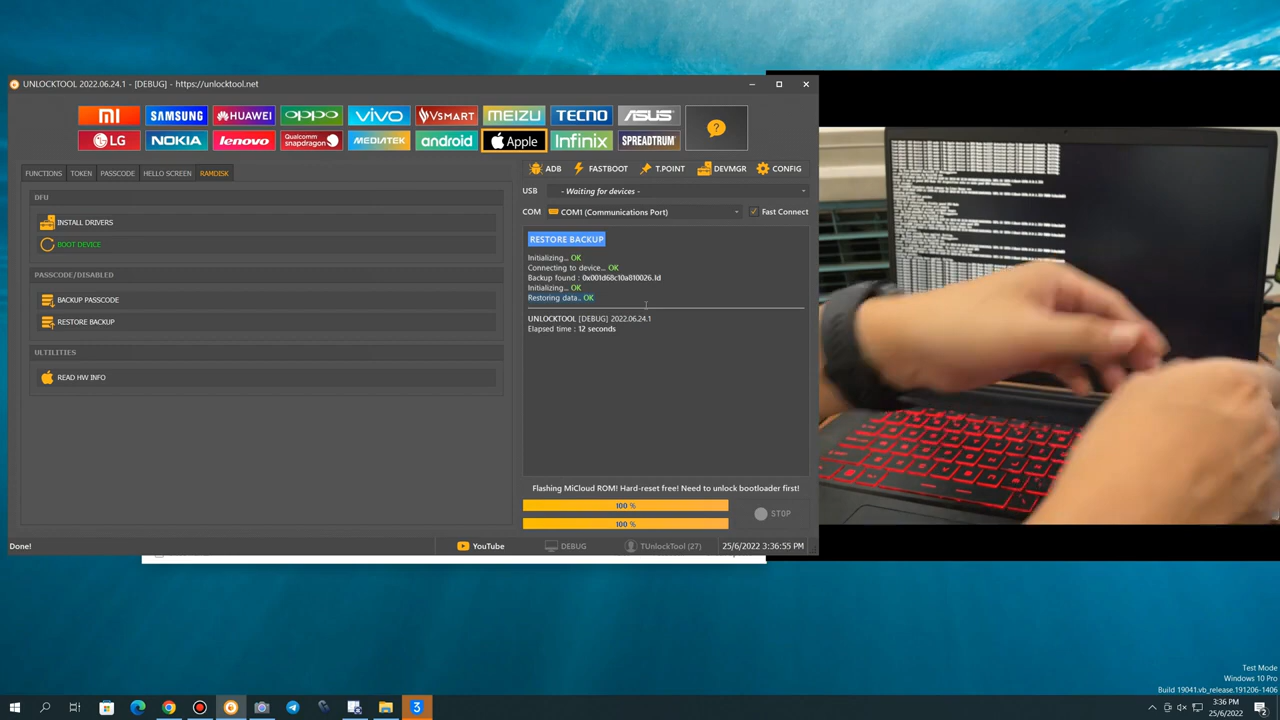 UNLOCKTOOL 2022.06.24.1 - [DEBUG] - https://unlocktool.net
MI SAMSUNG HUAWEI oppo vivo VSMART MEIZU TECNO ASUS ?
LG NOKIA lenovo Qualcomm snapdragon MEDIATEK android Apple Infinix SPREADTRUM
FUNCTIONS TOKEN PASSCODE HELLO SCREEN RAMDISK
ADB FASTBOOT T.POINT DEVMGR CONFIG
DFU
INSTALL DRIVERS
BOOT DEVICE
PASSCODE/DISABLED
BACKUP PASSCODE
RESTORE BACKUP
ULTILITIES
READ HW INFO
USB - Waiting for devices -
COM COM1 (Communications Port) Fast Connect
RESTORE BACKUP
Initializing... OK
Connecting to device... OK
Backup found : 0x001d68c10a810026.ld
Initializing... OK
Restoring data.. OK
UNLOCKTOOL [DEBUG] 2022.06.24.1
Elapsed time : 12 seconds
Flashing MiCloud ROM! Hard-reset free! Need to unlock bootloader first!
100 %
100 %
STOP
Done! YouTube DEBUG TUnlockTool (27) 25/6/2022 3:36:55 PM
Test Mode
Windows 10 Pro
Build 19041.vb_release.191206-1406
3
3:36 PM
25/6/2022
2